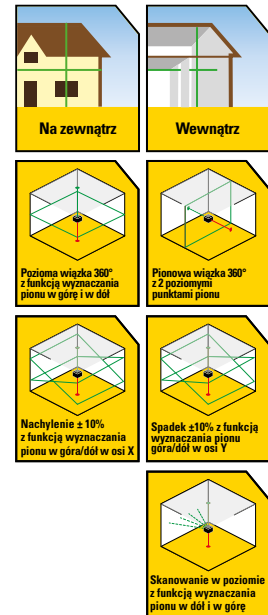 Na zewnątrz
Wewnątrz
Pozioma wiązka 360°
z funkcją wyznaczania
pionu w górę i w dół
Pionowa wiązka 360°
z 2 poziomymi
punktami pionu
Nachylenie ± 10%
z funkcją wyznaczania
pionu w góra/dół w osi X
Spadek ±10% z funkcją
wyznaczania pionu
góra/dół w osi Y
Skanowanie w poziomie
z funkcją wyznaczania
pionu w dół i w górę